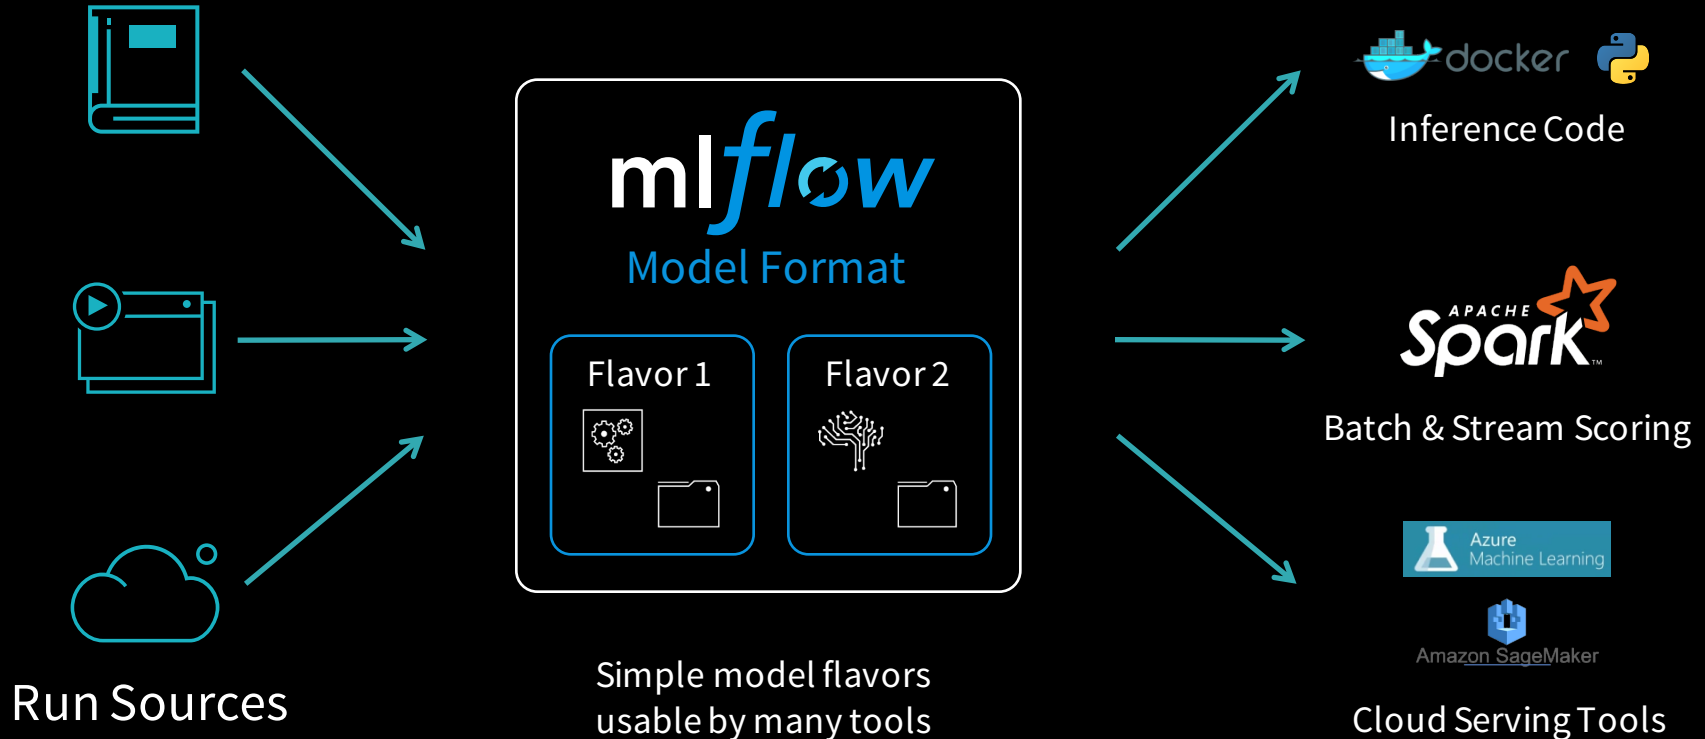 docker
Inference Code
mlflow
Model Format
Flavor 1
Flavor 2
APACHE
Spark™
Batch & Stream Scoring
Azure
Machine Learning
Amazon SageMaker
Run Sources
Simple model flavors
usable by many tools
Cloud Serving Tools